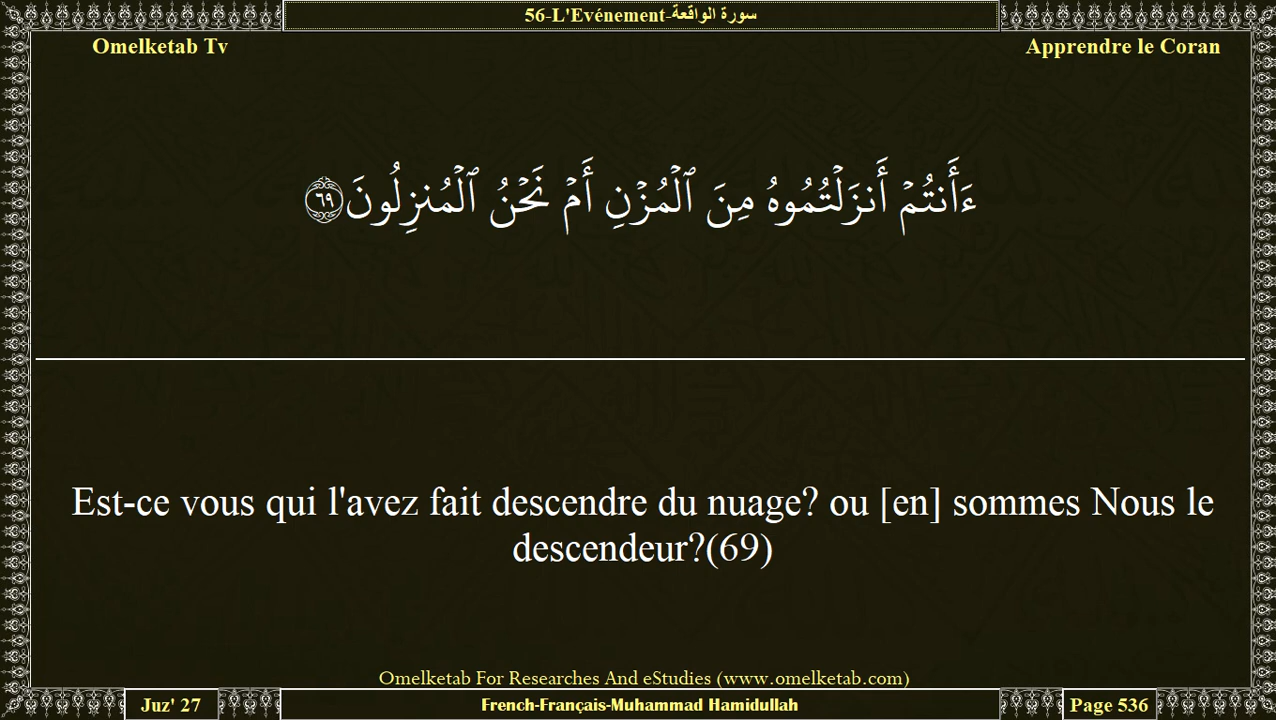 56-L'Evénement-سورة الواقعة
Omelketab Tv
Apprendre le Coran
ءَأَنتُمْ أَنزَلْتُمُوهُ مِنَ ٱلْمُزْنِ أَمْ نَحْنُ ٱلْمُنزِلُونَ ٦٩
Est-ce vous qui l'avez fait descendre du nuage? ou [en] sommes Nous le
descendeur?(69)
Omelketab For Researches And eStudies (www.omelketab.com)
Juz' 27
French-Français-Muhammad Hamidullah
Page 536